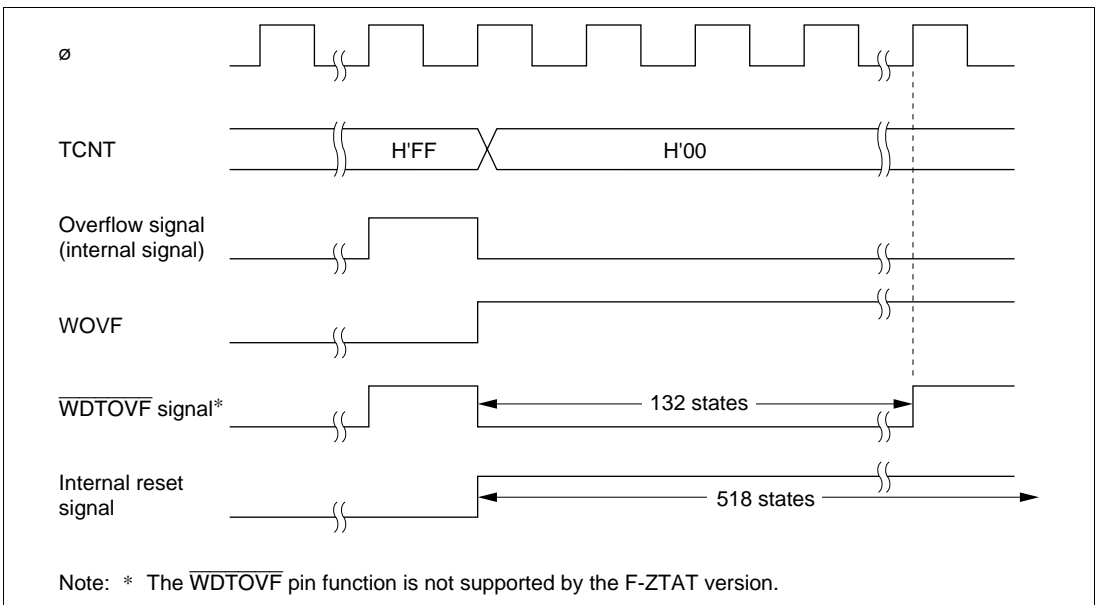 ø
TCNT
H'FF
H'00
Overflow signal
(internal signal)
WOVF
WDTOVF signal*
132 states
Internal reset
signal
518 states
Note: * The WDTOVF pin function is not supported by the F-ZTAT version.